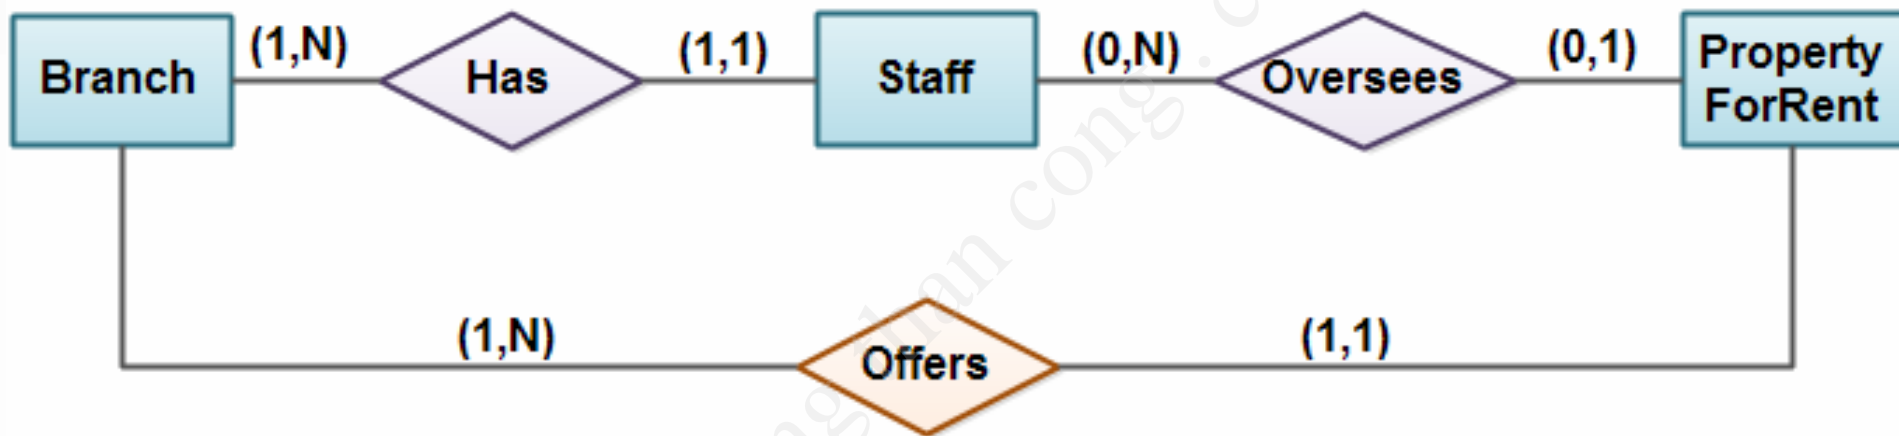 Branch
(1,N)
Has
(1,1)
Staff
(0,N)
Oversees
(0,1)
Property
ForRent
(1,N)
Offers
(1,1)